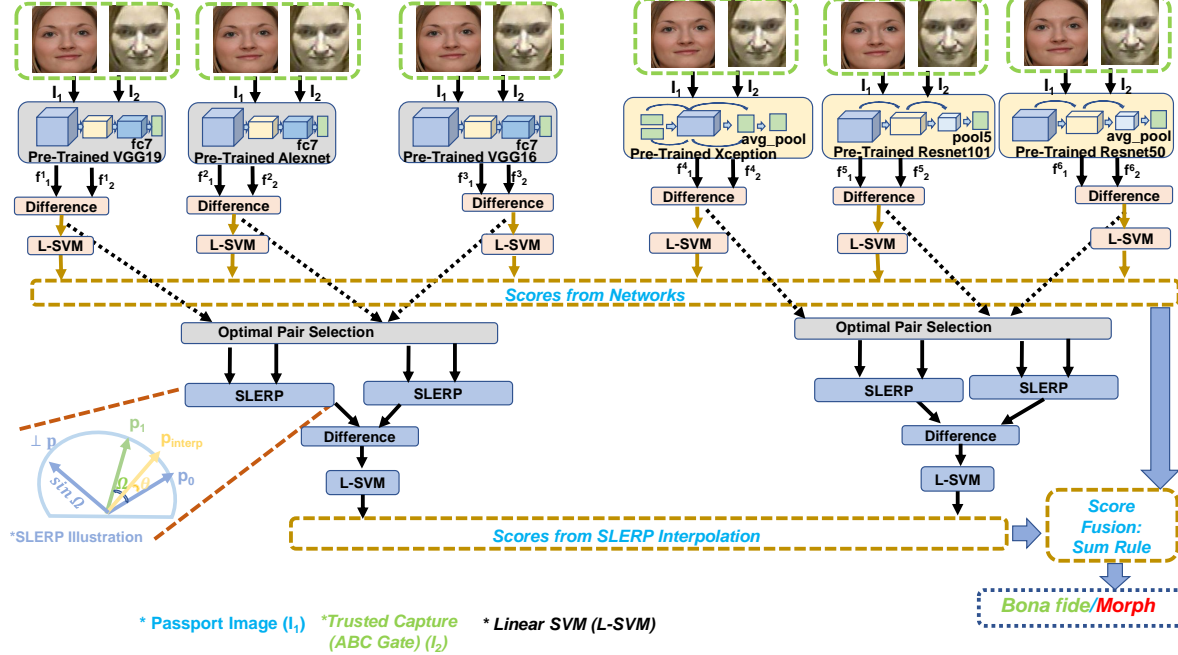 I1 I2 I1 I2 I1 I2 I1 I2 I1 I2 I1 I2
fc7 fc7 fc7 avg_pool pool5 avg_pool
Pre-Trained VGG19 Pre-Trained Alexnet Pre-Trained VGG16 Pre-Trained Xception Pre-Trained Resnet101 Pre-Trained Resnet50
f¹1 f¹2 f²1 f²2 f³1 f³2 f⁴1 f⁴2 f⁵1 f⁵2 f⁶1 f⁶2
Difference Difference Difference Difference Difference Difference
L-SVM L-SVM L-SVM L-SVM L-SVM L-SVM
Scores from Networks
Optimal Pair Selection Optimal Pair Selection
SLERP SLERP SLERP SLERP
Difference Difference
L-SVM L-SVM
⊥ p p1 pinterp p0
sin Ω Ω θ
*SLERP Illustration
Scores from SLERP Interpolation
Score
Fusion:
Sum Rule
Bona fide/Morph
* Passport Image (I1) *Trusted Capture * Linear SVM (L-SVM)
(ABC Gate) (I2)